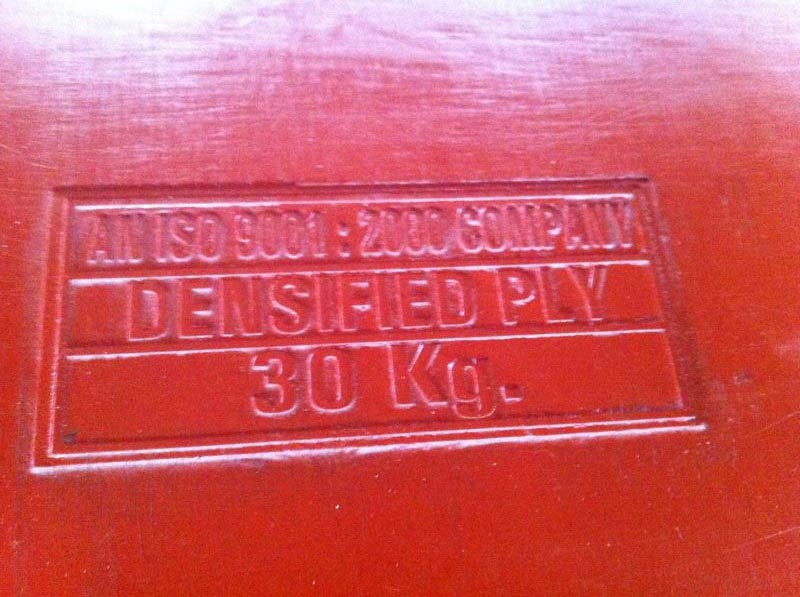 AN ISO 9001 : 2000 COMPANY
DENSIFIED PLY
30 Kg.